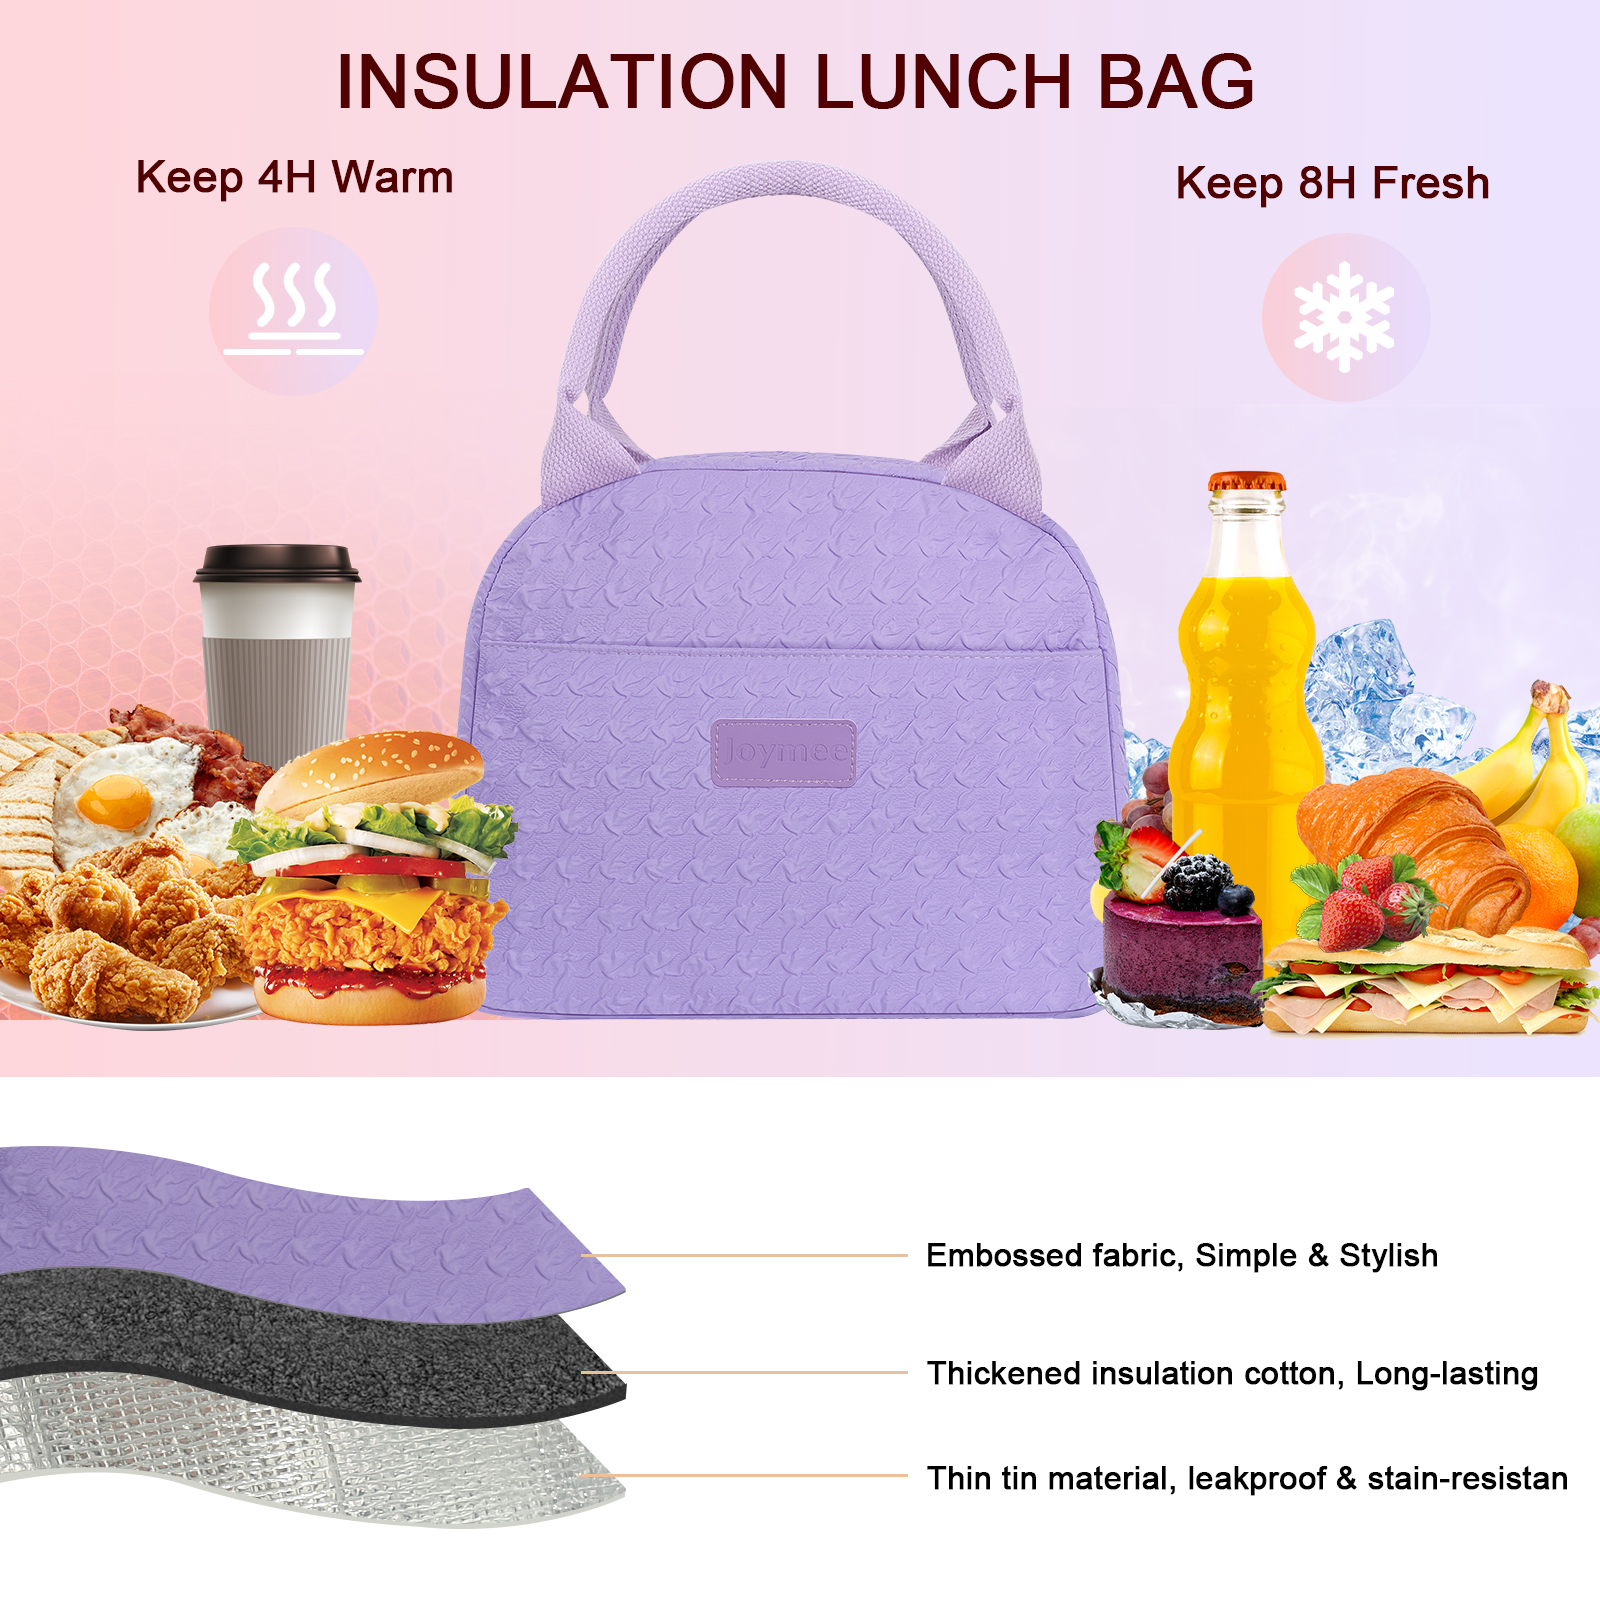 INSULATION LUNCH BAG
Keep 4H Warm
Keep 8H Fresh
Joymee
Embossed fabric, Simple & Stylish
Thickened insulation cotton, Long-lasting
Thin tin material, leakproof & stain-resistan